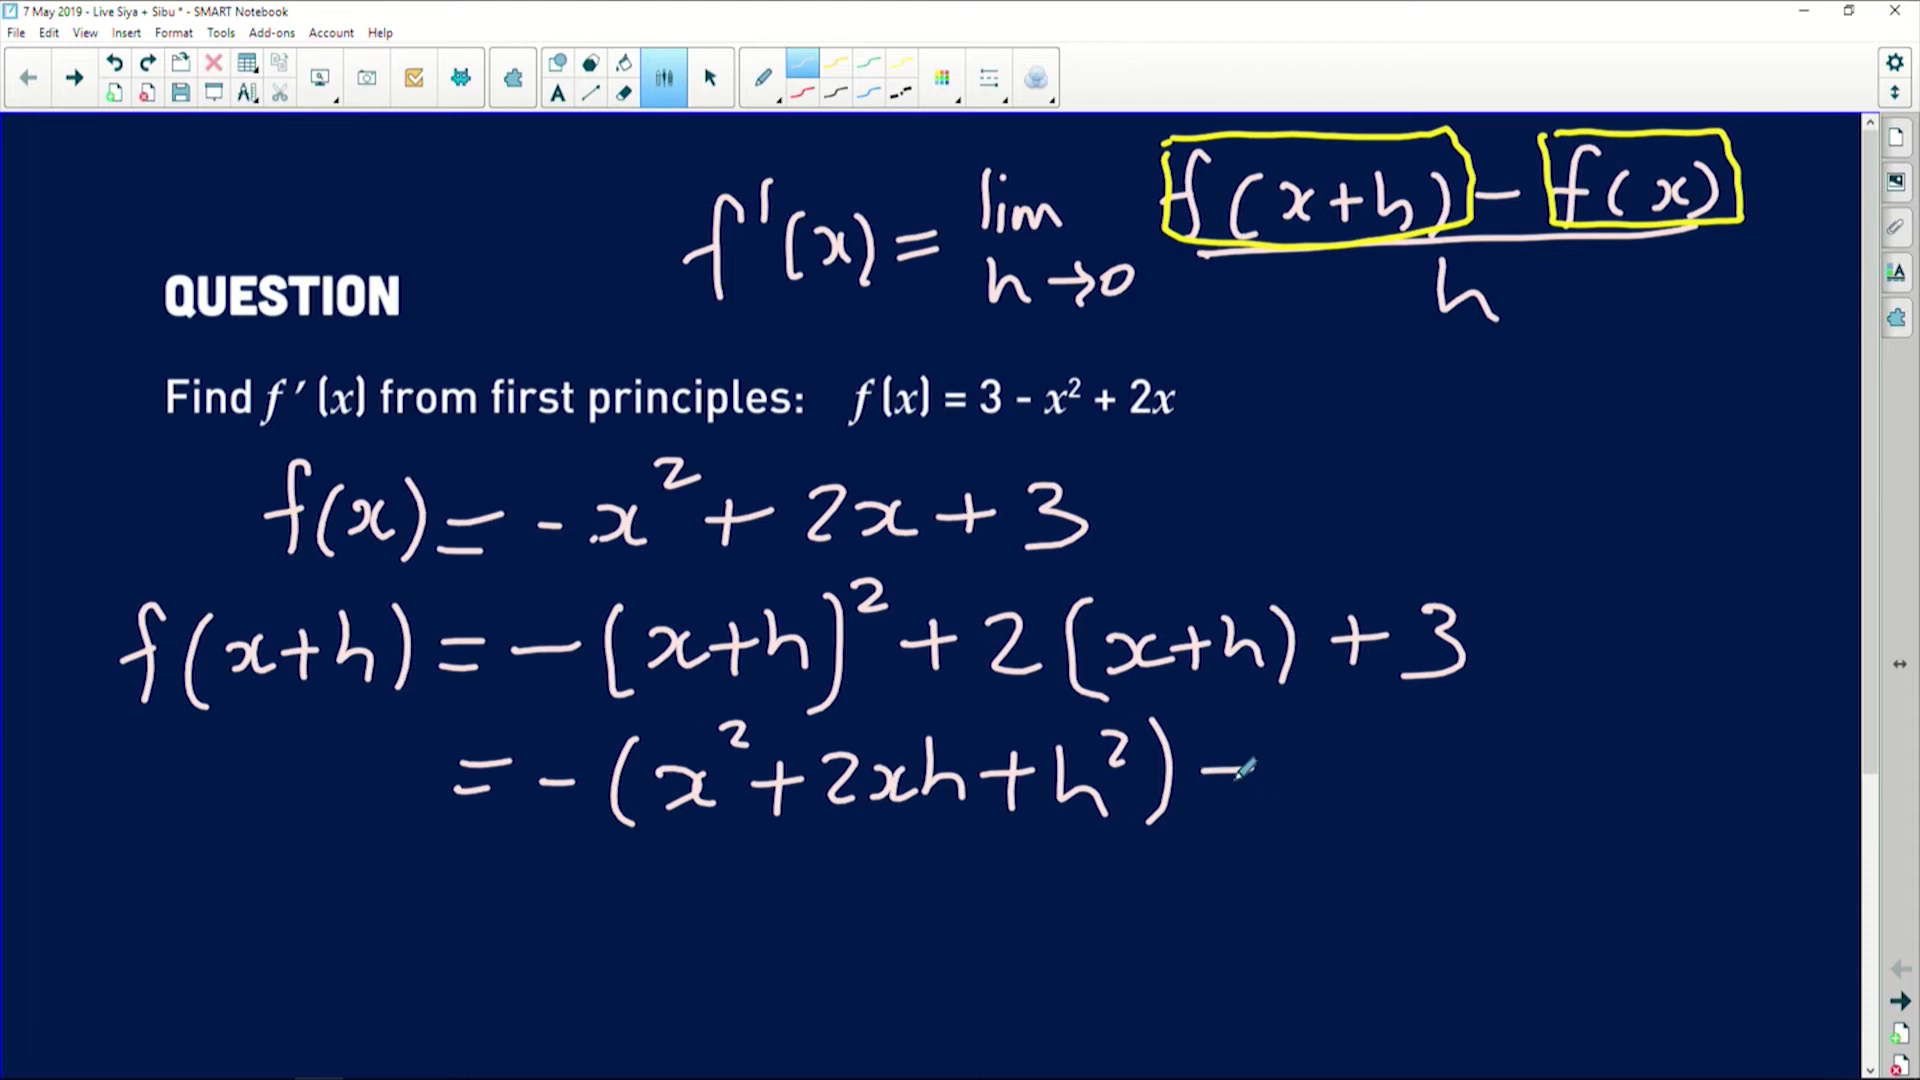 7 May 2019 - Live Siya + Sibu * - SMART Notebook
File Edit View Insert Format Tools Add-ons Account Help
f'(x) = lim h→0 f(x+h) - f(x) / h
QUESTION
Find f ′ (x) from first principles: f (x) = 3 - x² + 2x
f(x) = - x² + 2x + 3
f(x+h) = - (x+h)² + 2(x+h) + 3
= - (x² + 2xh + h²) -